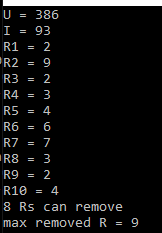 U = 386
I = 93
R1 = 2
R2 = 9
R3 = 2
R4 = 3
R5 = 4
R6 = 6
R7 = 7
R8 = 3
R9 = 2
R10 = 4
8 Rs can remove
max removed R = 9